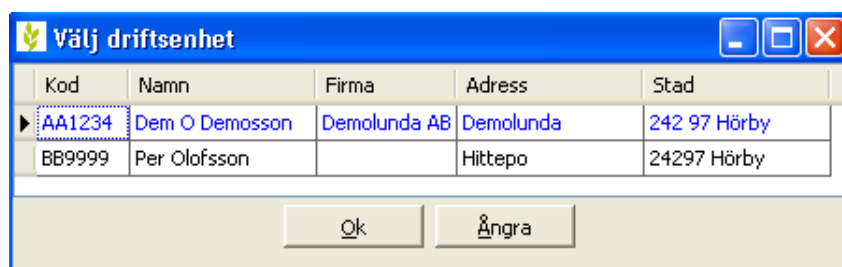 Välj driftsenhet
Kod Namn Firma Adress Stad
AA1234 Dem O Demosson Demolunda AB Demolunda 242 97 Hörby
BB9999 Per Olofsson Hittepo 24297 Hörby
Ok Ångra